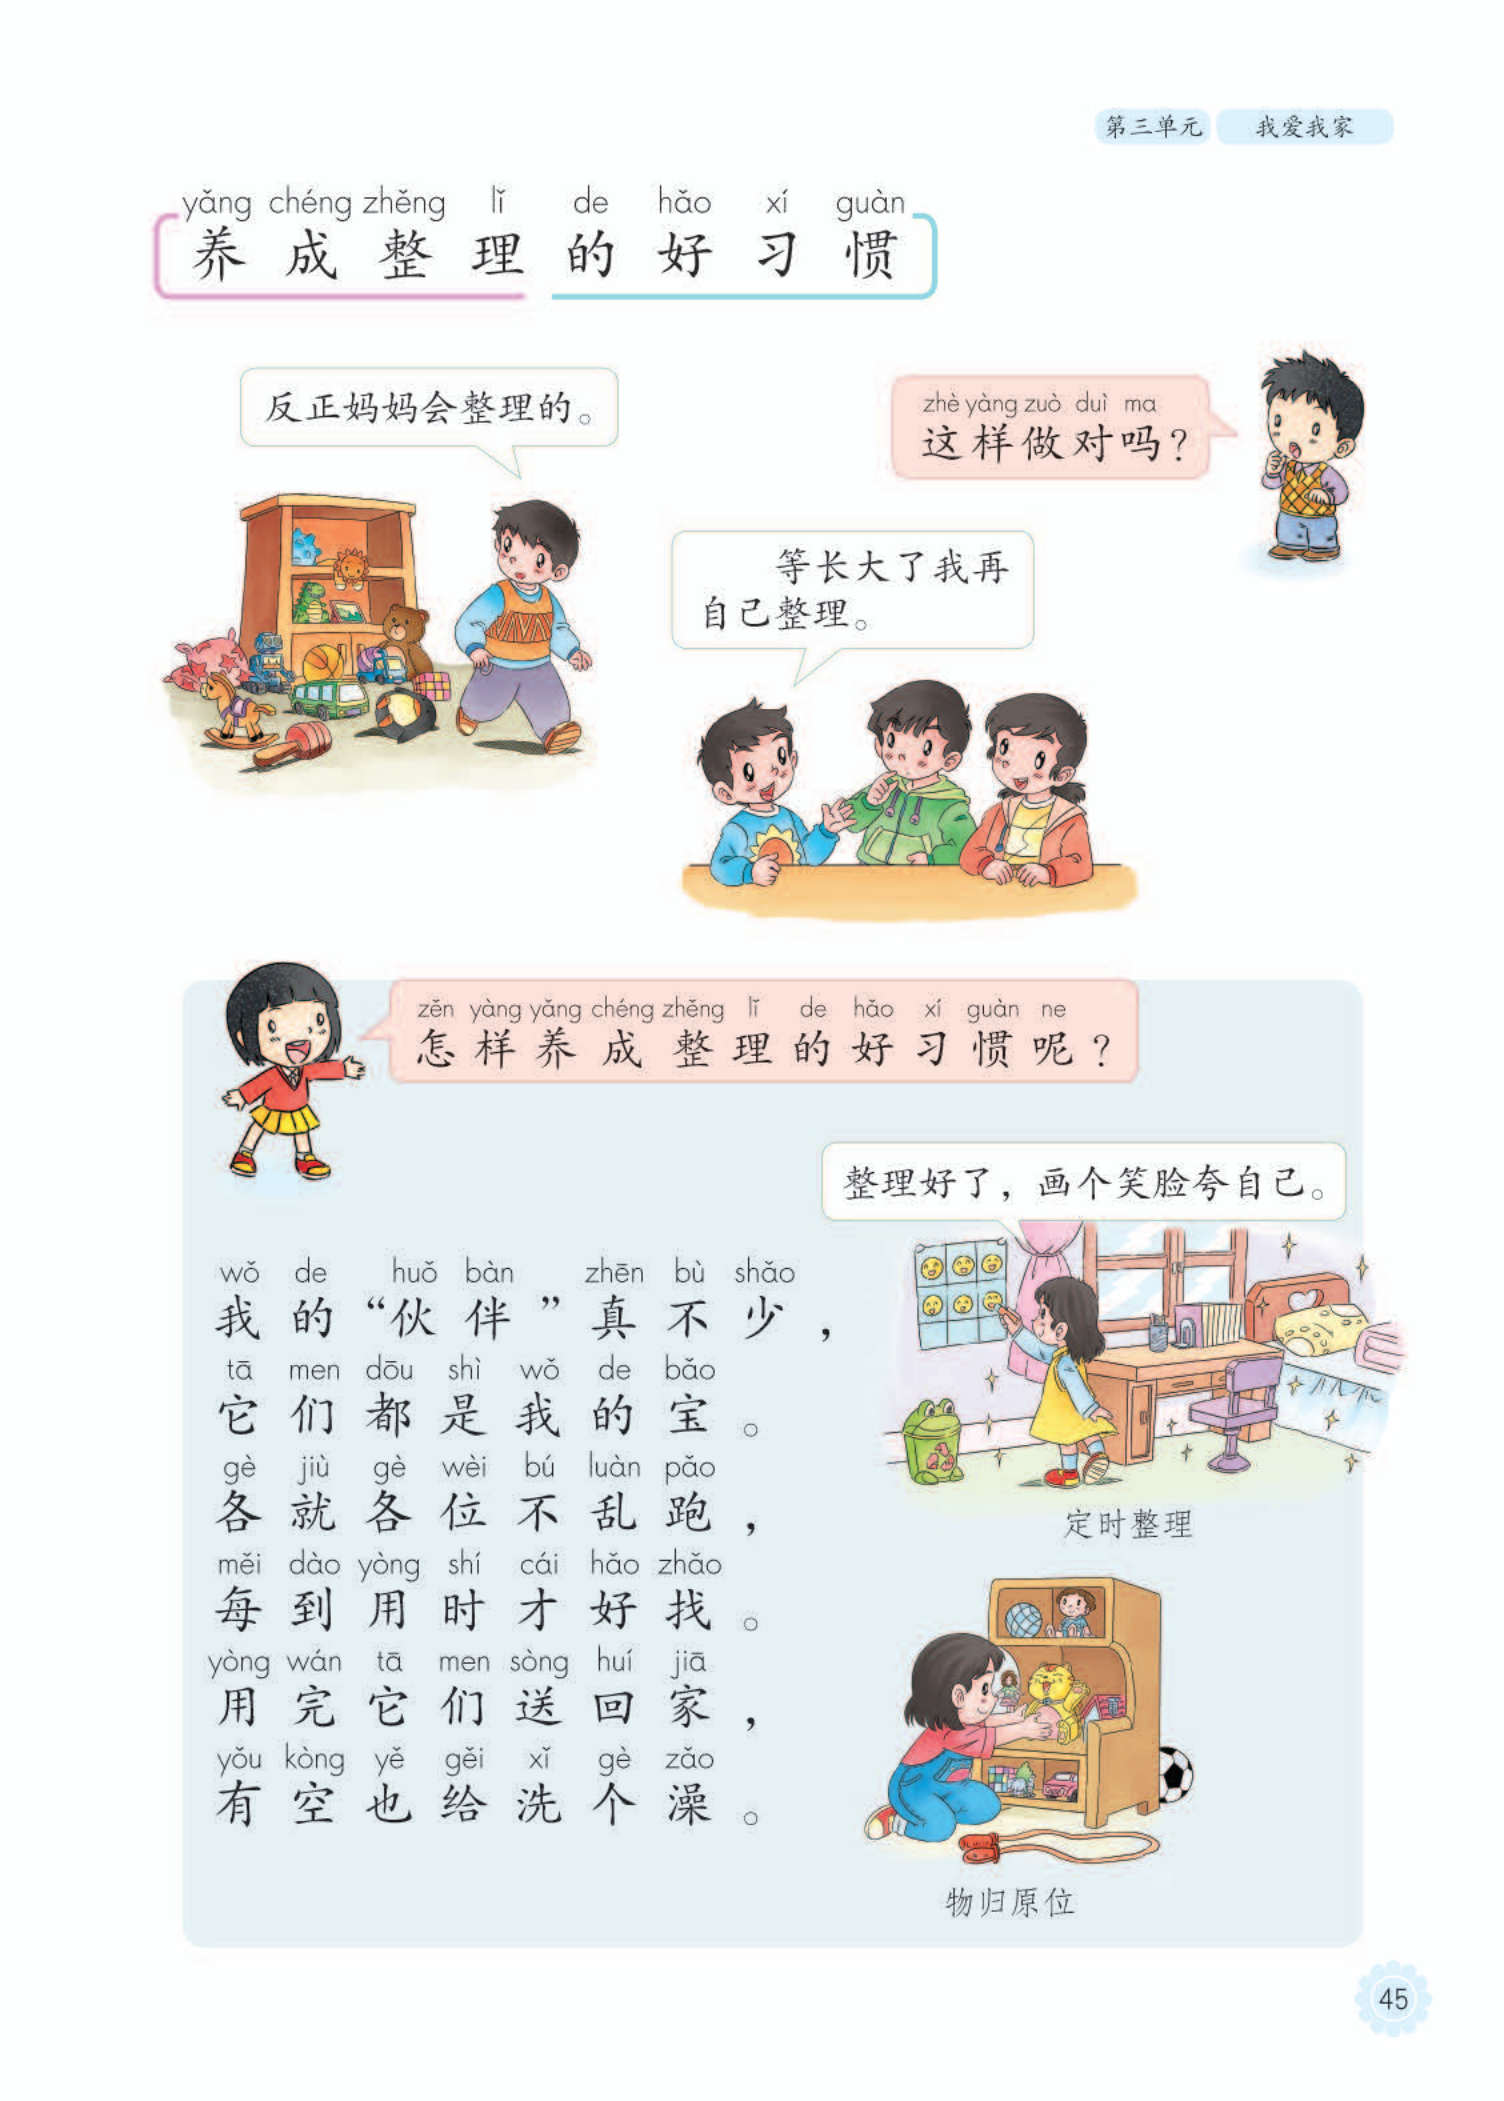 第三单元 我爱我家
yǎng chéng zhěng lǐ de hǎo xí guàn
养成整理的好习惯
反正妈妈会整理的。
zhè yàng zuò duì ma
这样做对吗？
等长大了我再
自己整理。
zěn yàng yǎng chéng zhěng lǐ de hǎo xí guàn ne
怎样养成整理的好习惯呢？
整理好了，画个笑脸夸自己。
wǒ de huǒ bàn zhēn bù shǎo
我的“伙伴”真不少，
tā men dōu shì wǒ de bǎo
它们都是我的宝。
gè jiù gè wèi bú luàn pǎo
各就各位不乱跑，
měi dào yòng shí cái hǎo zhǎo
每到用时才好找。
yòng wán tā men sòng huí jiā
用完它们送回家，
yǒu kòng yě gěi xǐ gè zǎo
有空也给洗个澡。
定时整理
物归原位
45